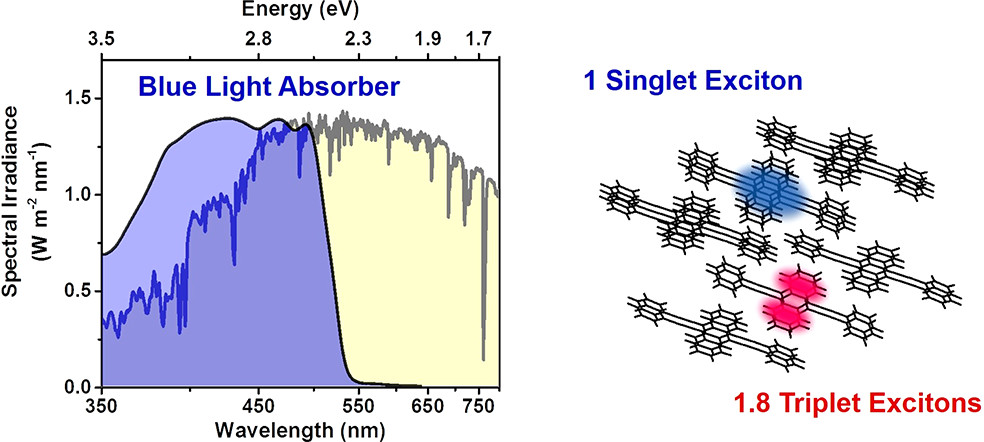 Energy (eV)
3.5 2.8 2.3 1.9 1.7
Blue Light Absorber
Spectral Irradiance
(W m-2 nm-1)
1.5
1.0
0.5
0.0
350 450 550 650 750
Wavelength (nm)
1 Singlet Exciton
1.8 Triplet Excitons